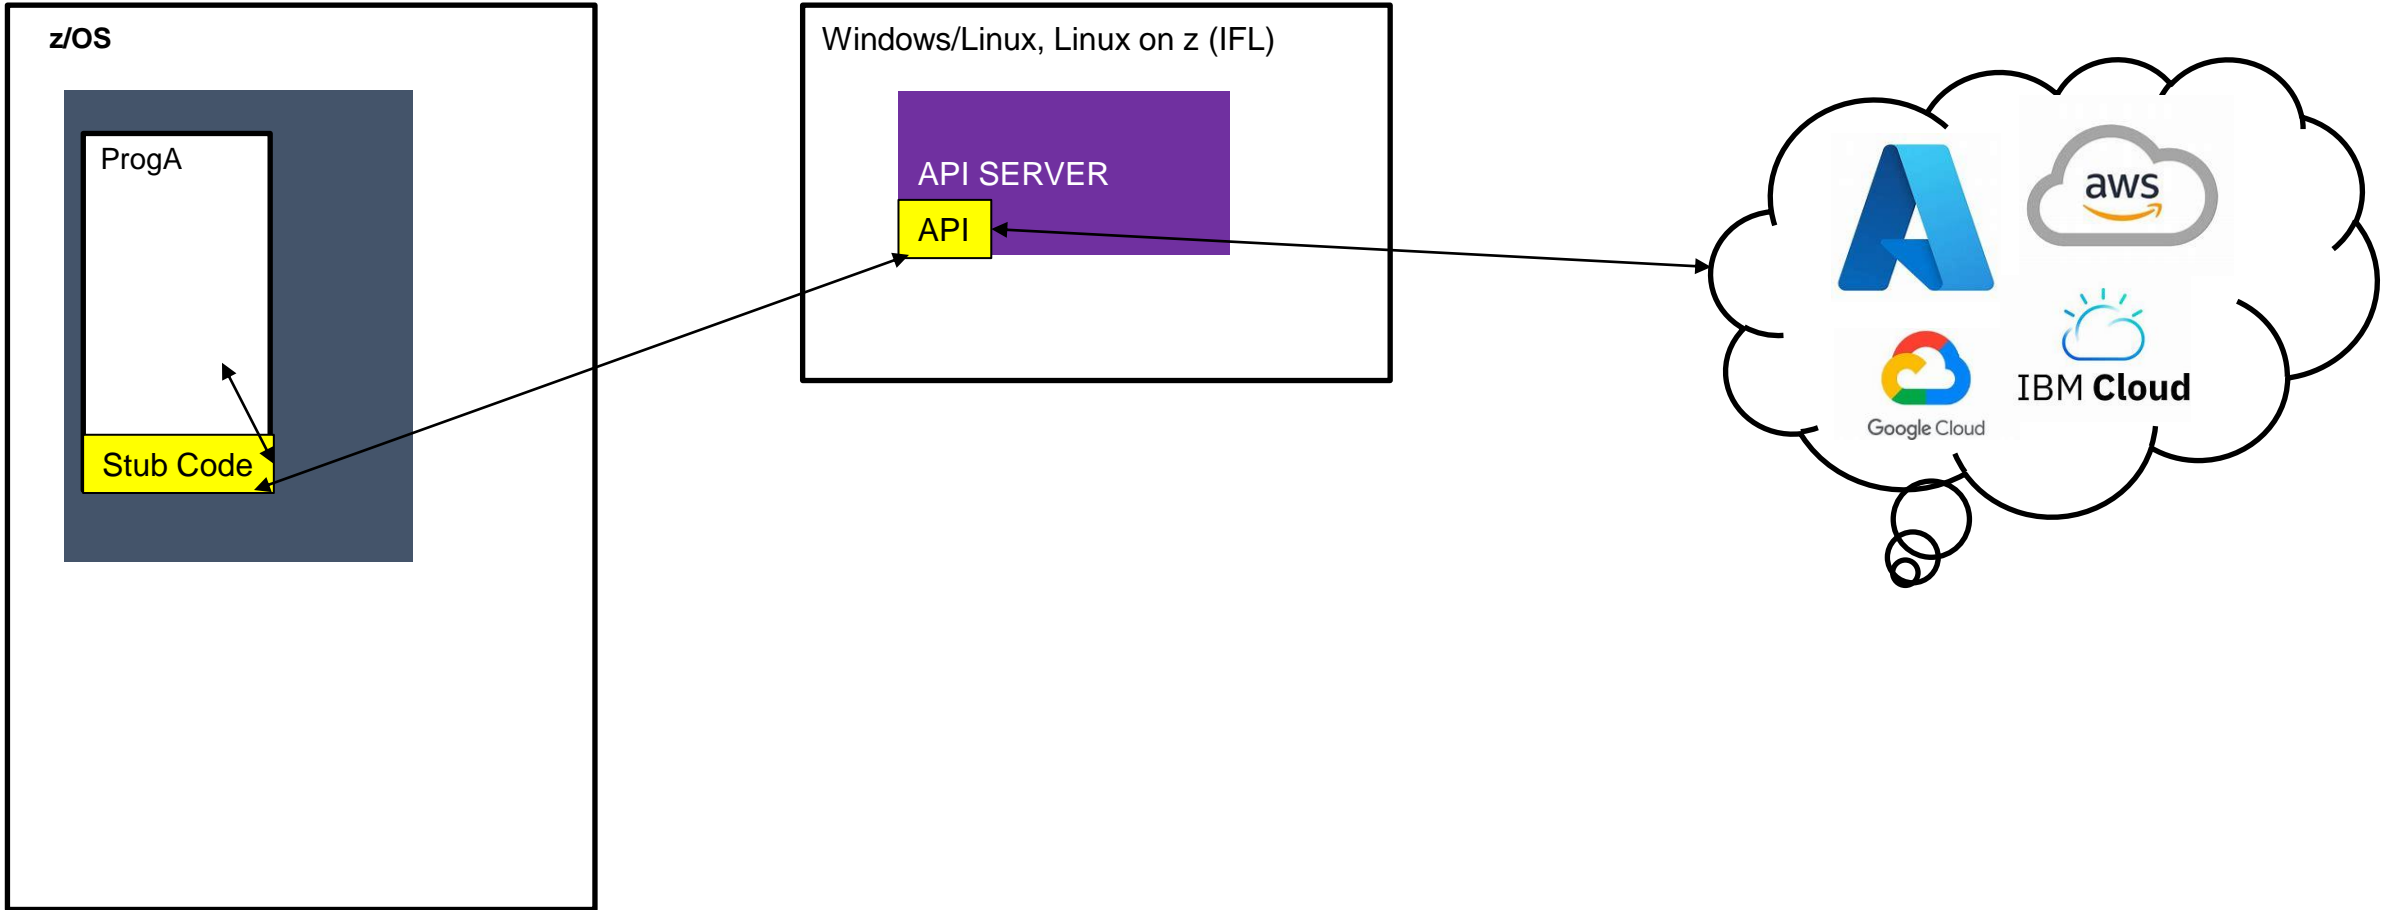 z/OS
ProgA
Stub Code
Windows/Linux, Linux on z (IFL)
API SERVER
API
aws
Google Cloud
IBM Cloud